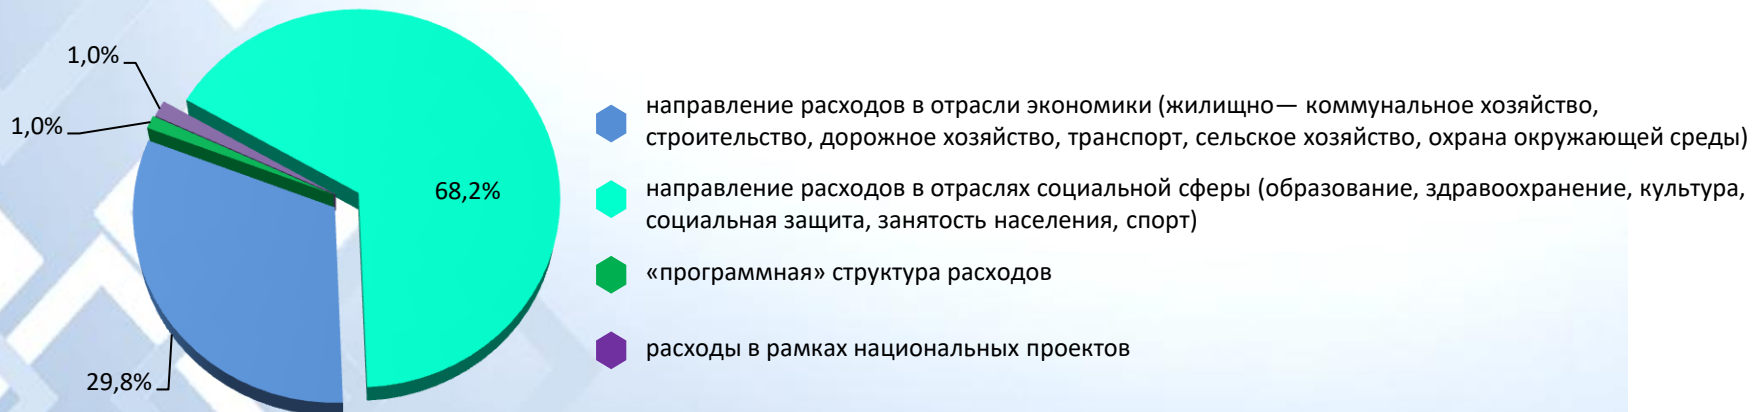 1,0%
1,0%
68,2%
29,8%
направление расходов в отрасли экономики (жилищно— коммунальное хозяйство,
строительство, дорожное хозяйство, транспорт, сельское хозяйство, охрана окружающей среды)
направление расходов в отраслях социальной сферы (образование, здравоохранение, культура,
социальная защита, занятость населения, спорт)
«программная» структура расходов
расходы в рамках национальных проектов